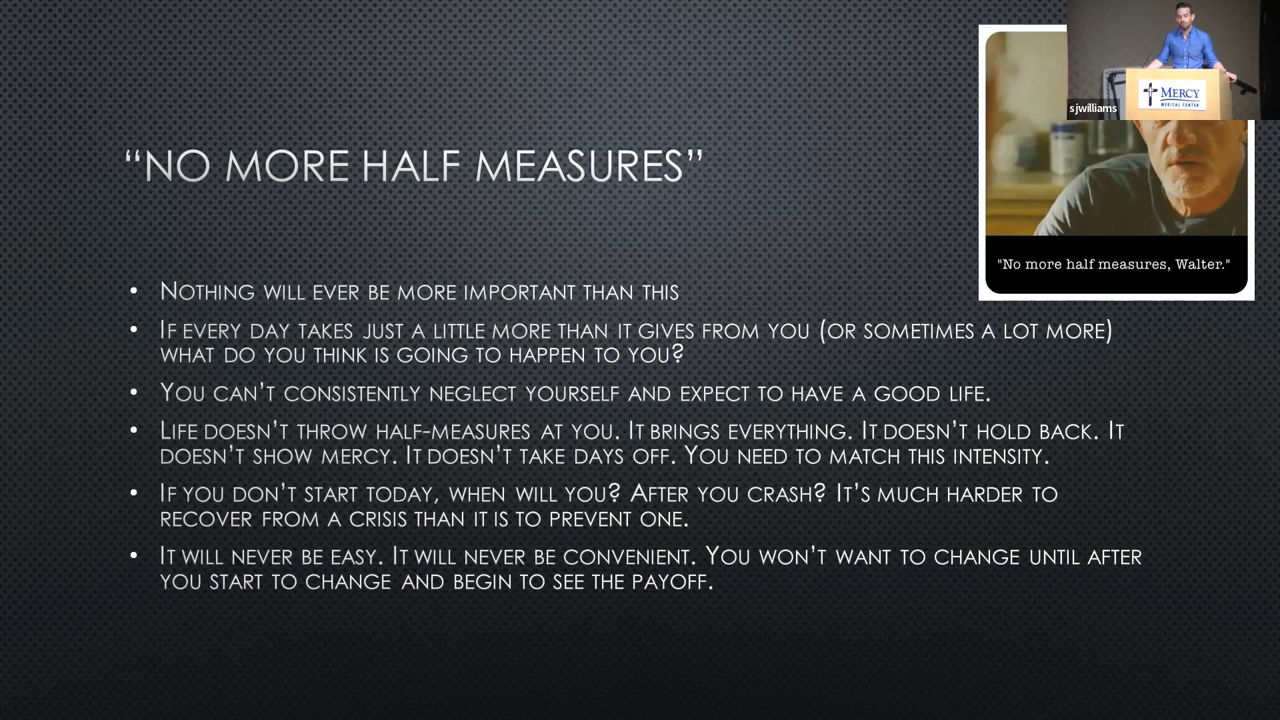 sjwilliams
MERCY
MEDICAL CENTER
"No more half measures, Walter."
“NO MORE HALF MEASURES”
• NOTHING WILL EVER BE MORE IMPORTANT THAN THIS
• IF EVERY DAY TAKES JUST A LITTLE MORE THAN IT GIVES FROM YOU (OR SOMETIMES A LOT MORE)
WHAT DO YOU THINK IS GOING TO HAPPEN TO YOU?
• YOU CAN’T CONSISTENTLY NEGLECT YOURSELF AND EXPECT TO HAVE A GOOD LIFE.
• LIFE DOESN’T THROW HALF-MEASURES AT YOU. IT BRINGS EVERYTHING. IT DOESN’T HOLD BACK. IT
DOESN’T SHOW MERCY. IT DOESN’T TAKE DAYS OFF. YOU NEED TO MATCH THIS INTENSITY.
• IF YOU DON’T START TODAY, WHEN WILL YOU? AFTER YOU CRASH? IT’S MUCH HARDER TO
RECOVER FROM A CRISIS THAN IT IS TO PREVENT ONE.
• IT WILL NEVER BE EASY. IT WILL NEVER BE CONVENIENT. YOU WON’T WANT TO CHANGE UNTIL AFTER
YOU START TO CHANGE AND BEGIN TO SEE THE PAYOFF.